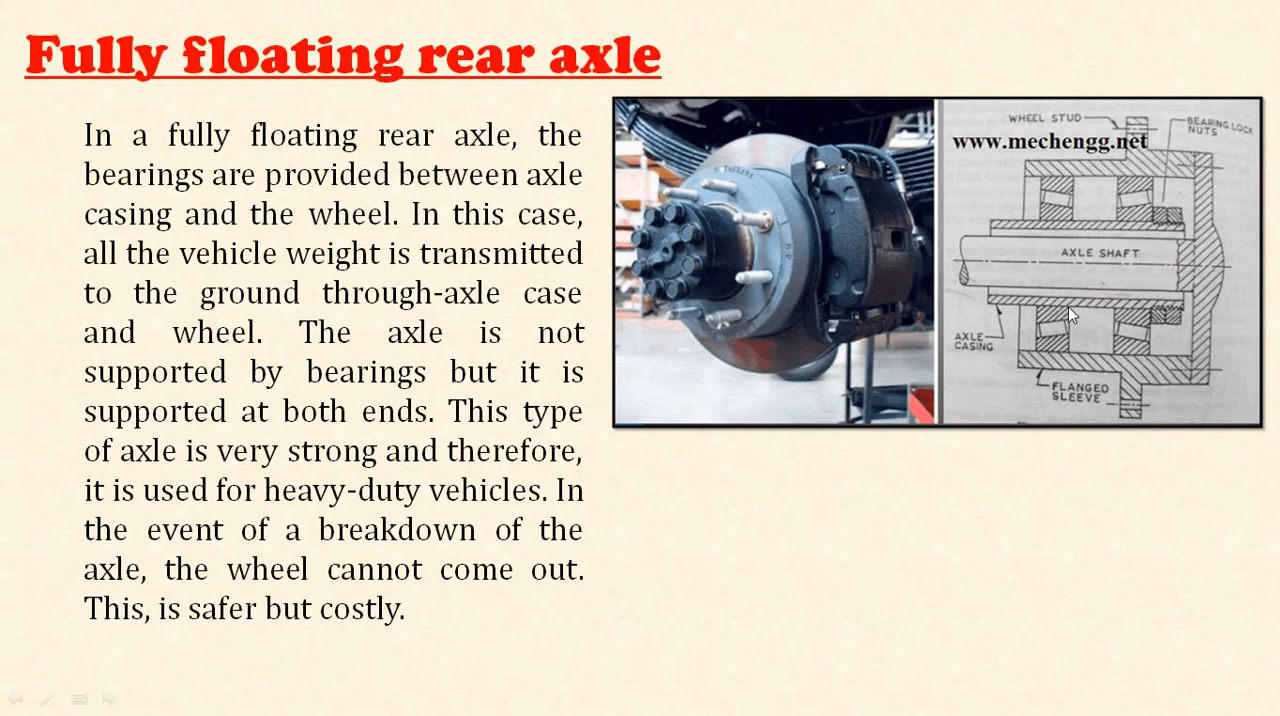 Fully floating rear axle
In a fully floating rear axle, the
bearings are provided between axle
casing and the wheel. In this case,
all the vehicle weight is transmitted
to the ground through-axle case
and wheel. The axle is not
supported by bearings but it is
supported at both ends. This type
of axle is very strong and therefore,
it is used for heavy-duty vehicles. In
the event of a breakdown of the
axle, the wheel cannot come out.
This, is safer but costly.
WHEEL STUD
BEARING LOCK
NUTS
www.mechengg.net
AXLE SHAFT
AXLE
CASING
FLANGED
SLEEVE